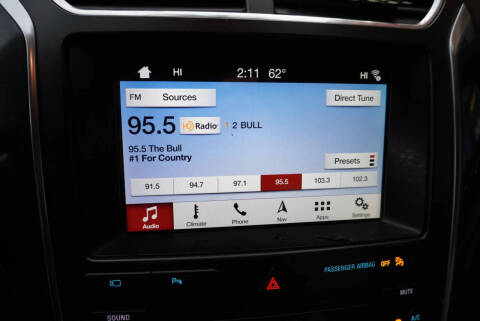 HI 2:11 62° HI
FM Sources Direct Tune
95.5 HD Radio 1 2 BULL
95.5 The Bull
#1 For Country
Presets
91.5 94.7 97.1 95.5 103.3 102.3
Audio Climate Phone Nav Apps Settings
PASSENGER AIRBAG OFF
P
MUTE
SOUND
A/C